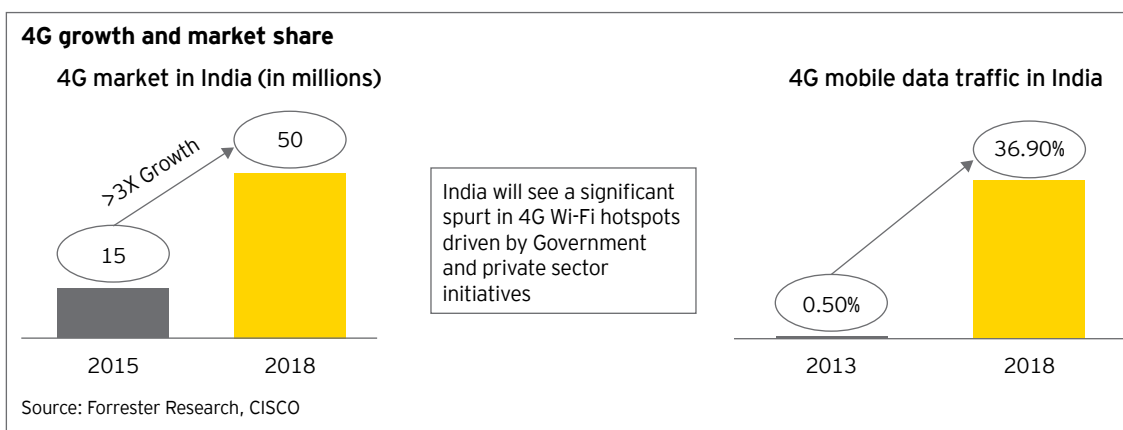 4G growth and market share
4G market in India (in millions)
>3X Growth
50
15
2015
2018
India will see a significant
spurt in 4G Wi-Fi hotspots
driven by Government
and private sector
initiatives
4G mobile data traffic in India
36.90%
0.50%
2013
2018
Source: Forrester Research, CISCO